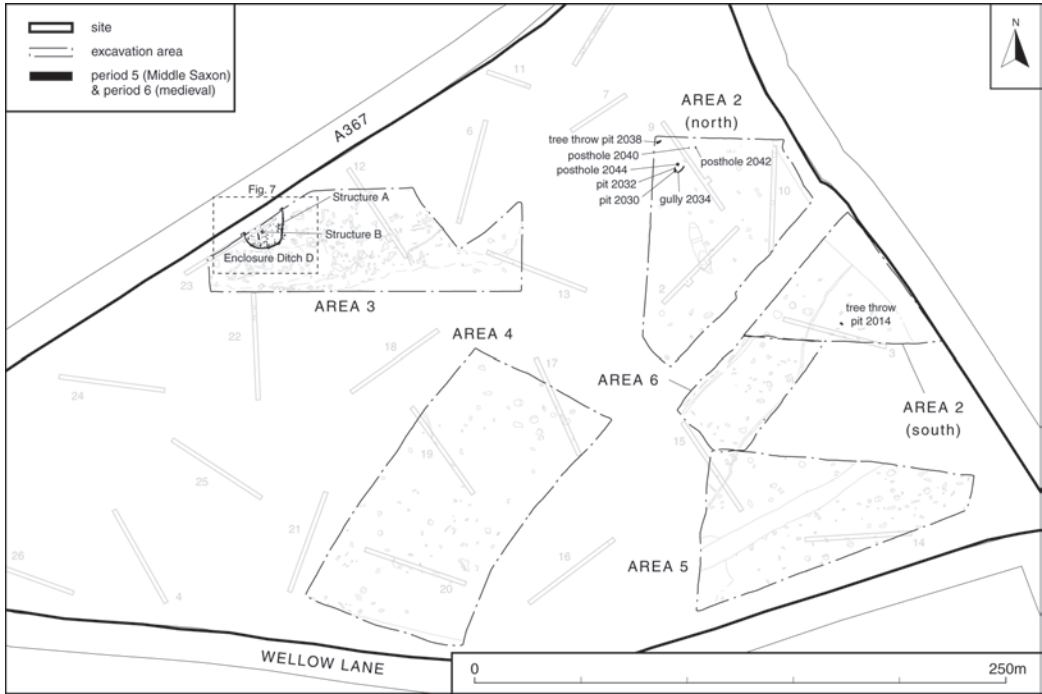 site
excavation area
period 5 (Middle Saxon)
& period 6 (medieval)
N
A367
11
7
6
12
9
AREA 2
(north)
tree throw pit 2038
posthole 2040
posthole 2042
posthole 2044
pit 2032
pit 2030
gully 2034
10
Fig. 7
Structure A
Structure B
Enclosure Ditch D
23
AREA 3
13
2
tree throw
pit 2014
3
22
18
AREA 4
17
AREA 6
AREA 2
(south)
24
15
19
25
21
16
AREA 5
14
20
26
4
WELLOW LANE
0
250m